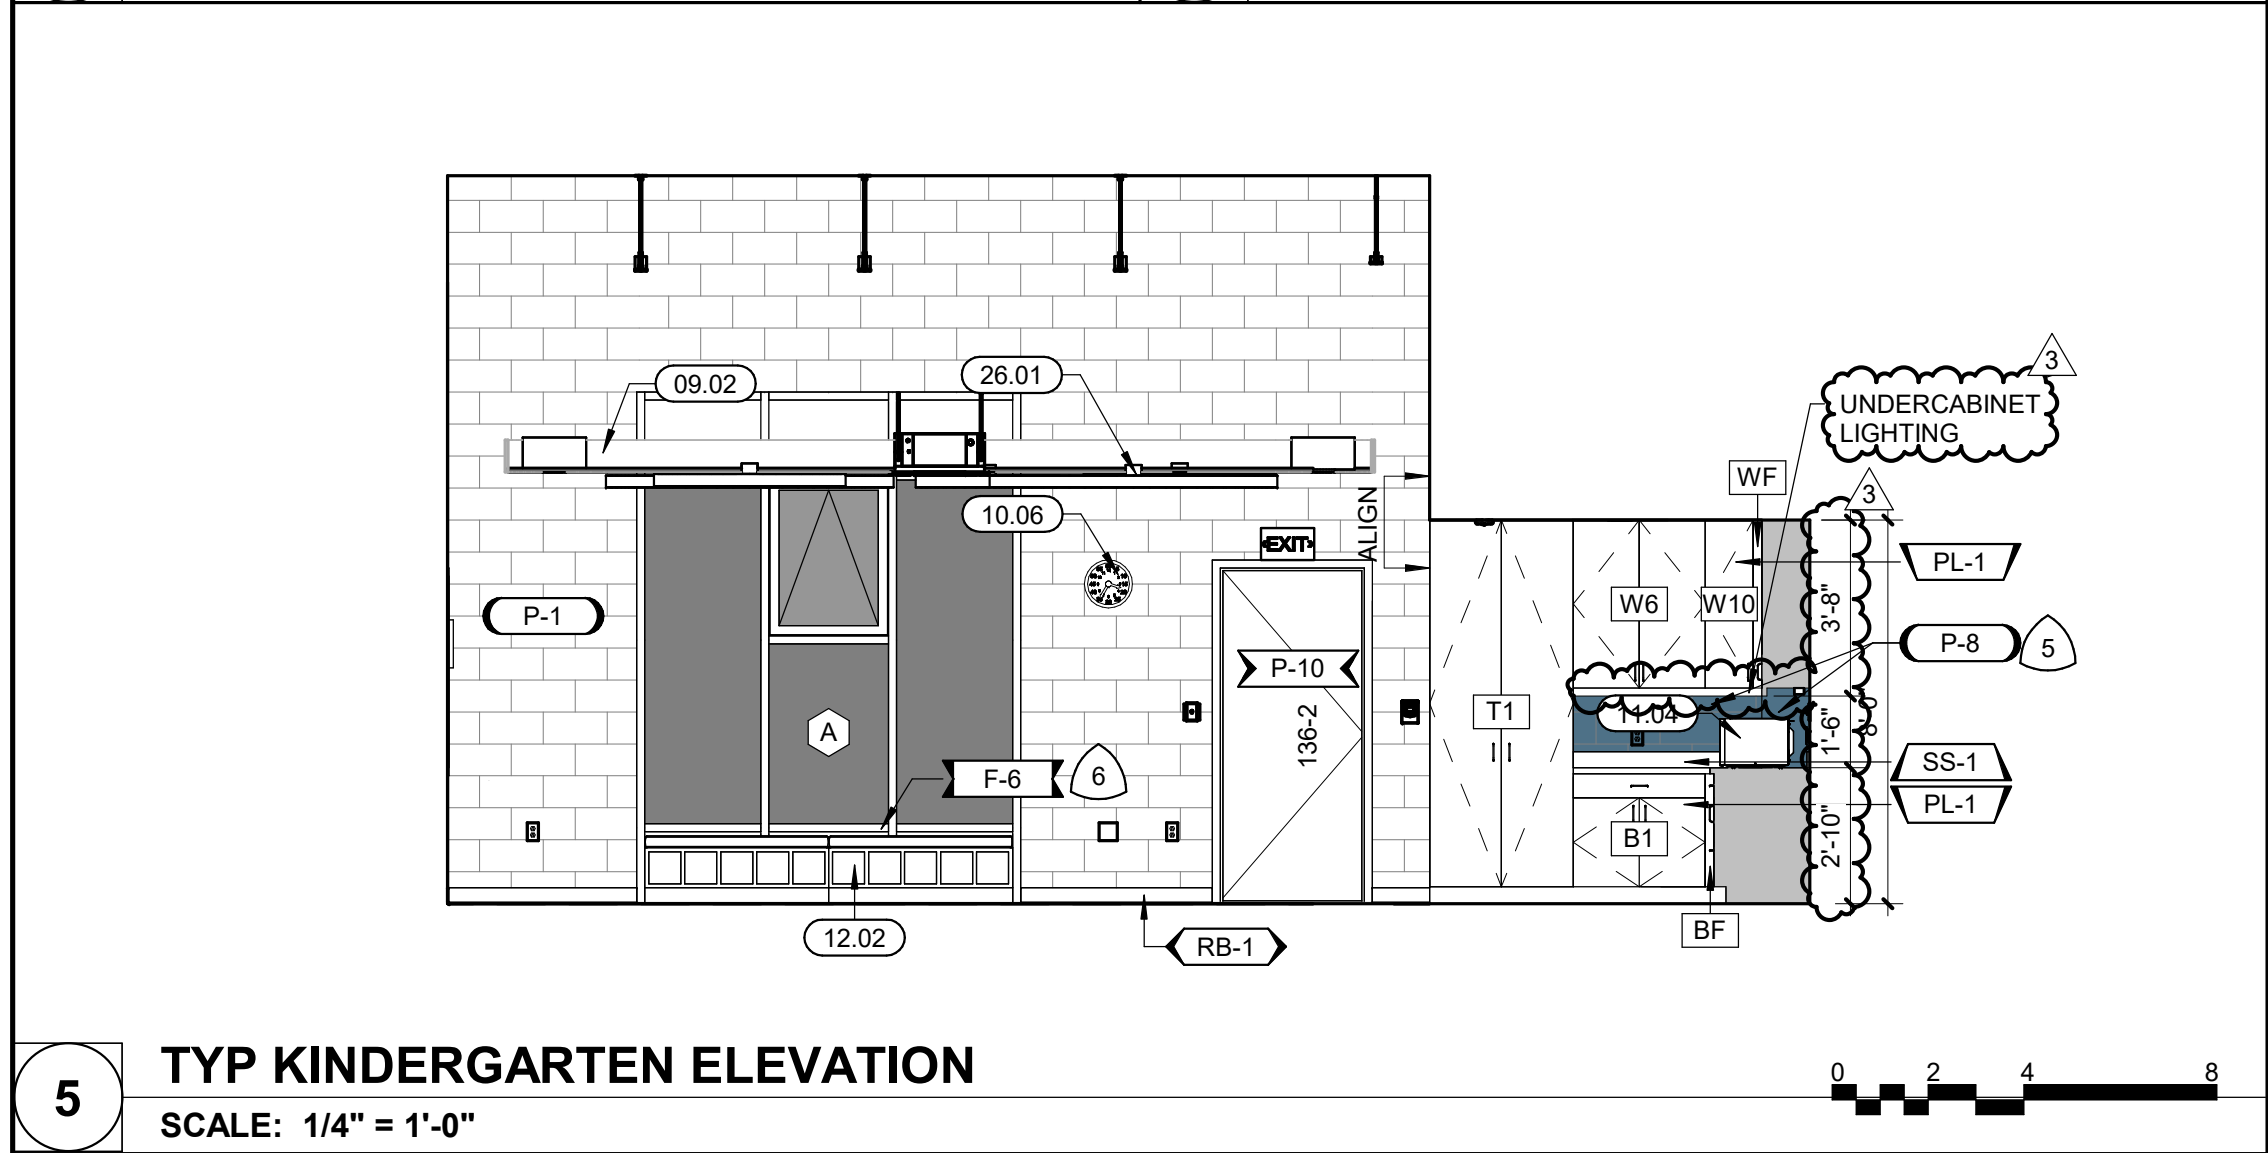 09.02
26.01
3
UNDERCABINET
LIGHTING
WF
3
10.06
ALIGN
EXIT
PL-1
P-1
W6
W10
3'-8"
P-8
5
P-10
136-2
T1
11.04
1'-6"
A
F-6
6
SS-1
PL-1
B1
2'-10"
12.02
RB-1
BF
5
TYP KINDERGARTEN ELEVATION
SCALE: 1/4" = 1'-0"
0 2 4 8